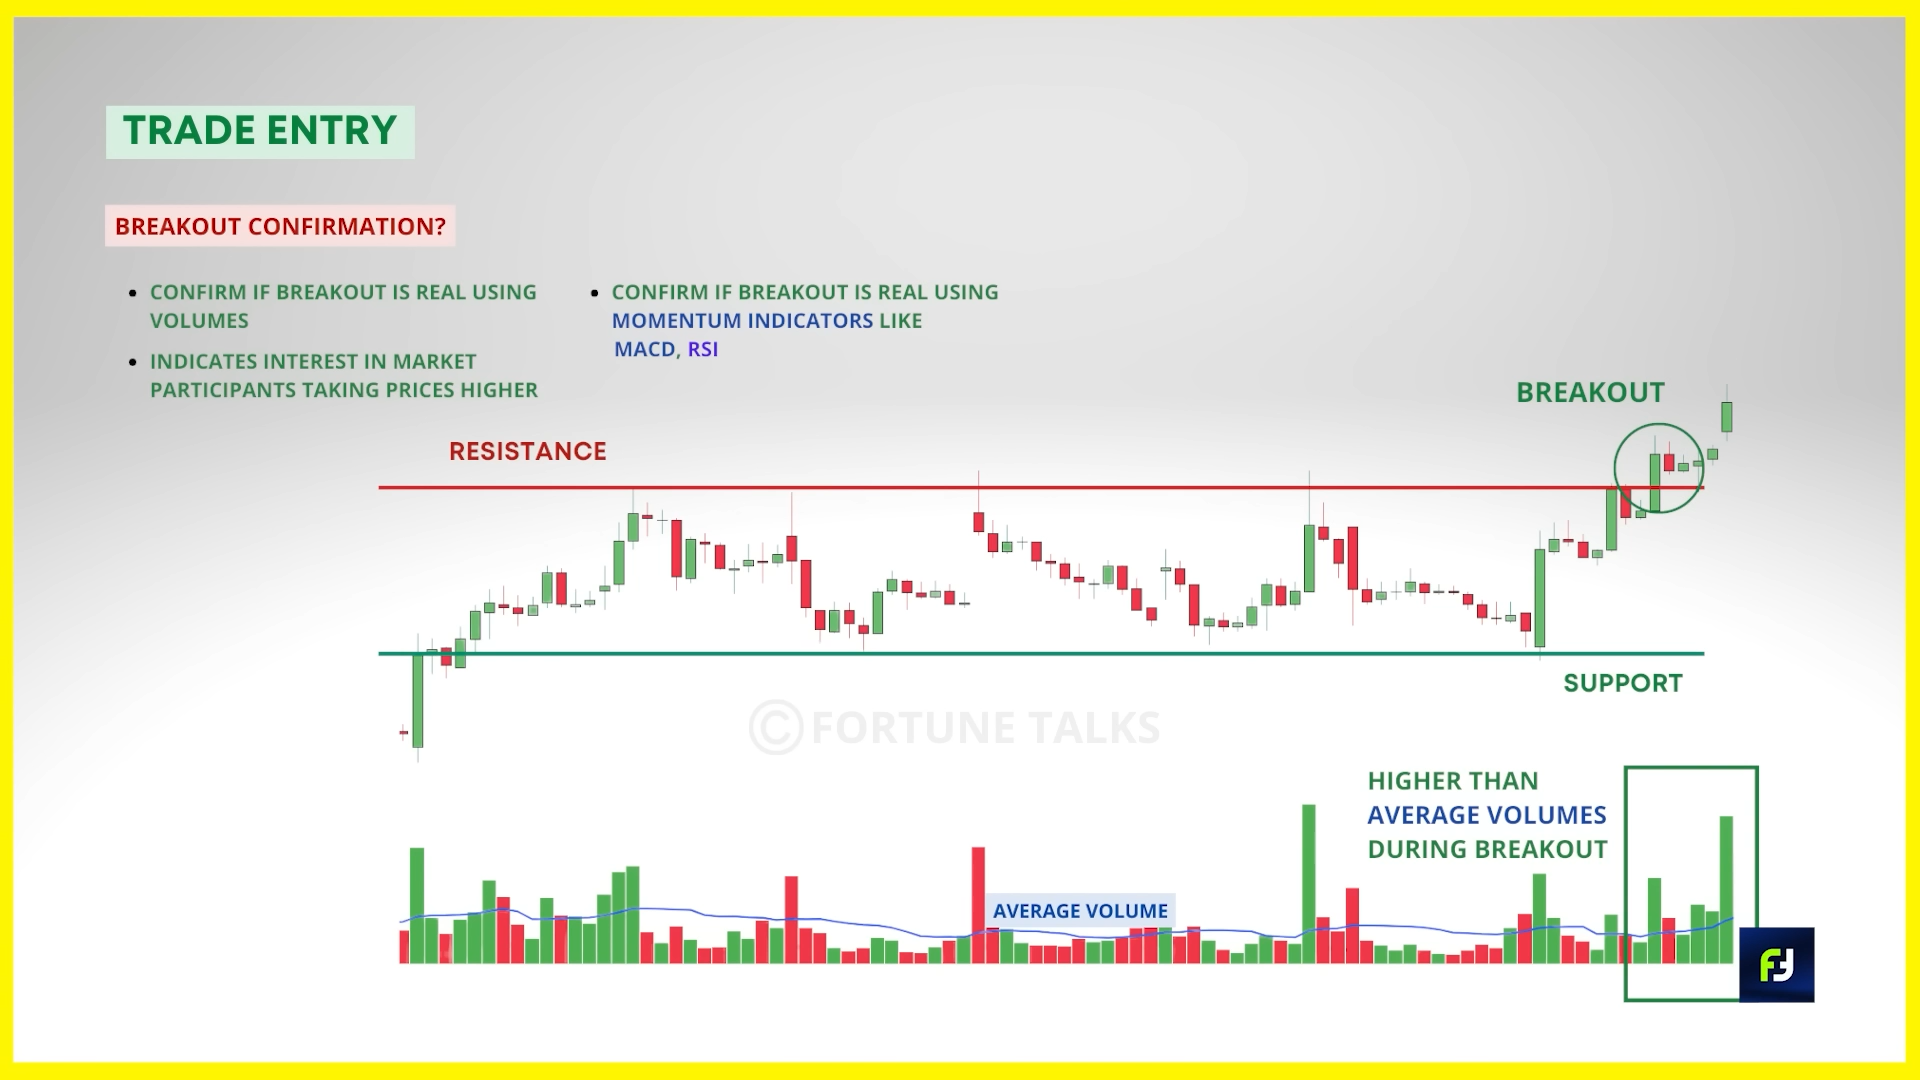 TRADE ENTRY
BREAKOUT CONFIRMATION?
CONFIRM IF BREAKOUT IS REAL USING
VOLUMES
INDICATES INTEREST IN MARKET
PARTICIPANTS TAKING PRICES HIGHER
CONFIRM IF BREAKOUT IS REAL USING
MOMENTUM INDICATORS LIKE
MACD, RSI
BREAKOUT
RESISTANCE
SUPPORT
© FORTUNE TALKS
HIGHER THAN
AVERAGE VOLUMES
DURING BREAKOUT
AVERAGE VOLUME